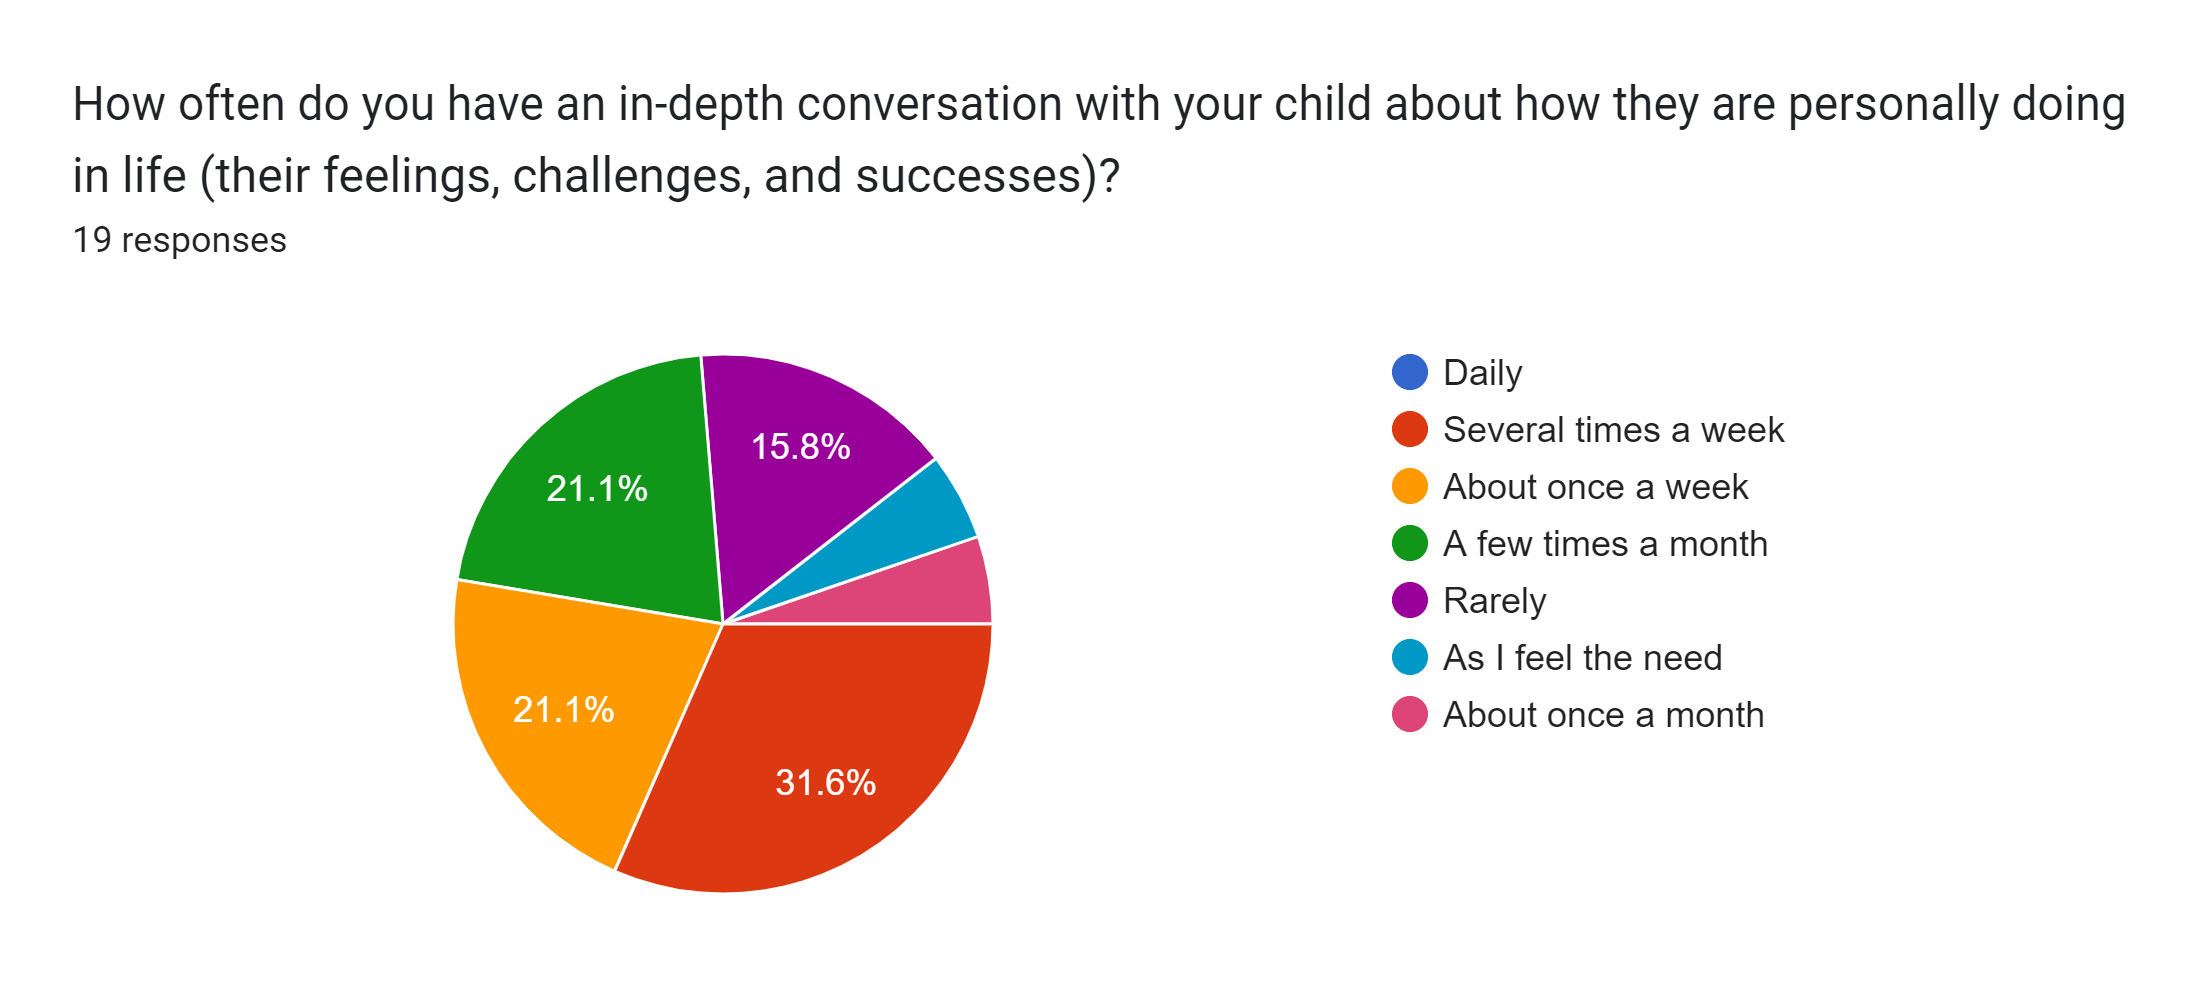 How often do you have an in-depth conversation with your child about how they are personally doing
in life (their feelings, challenges, and successes)?
19 responses
15.8%
21.1%
21.1%
31.6%
Daily
Several times a week
About once a week
A few times a month
Rarely
As I feel the need
About once a month